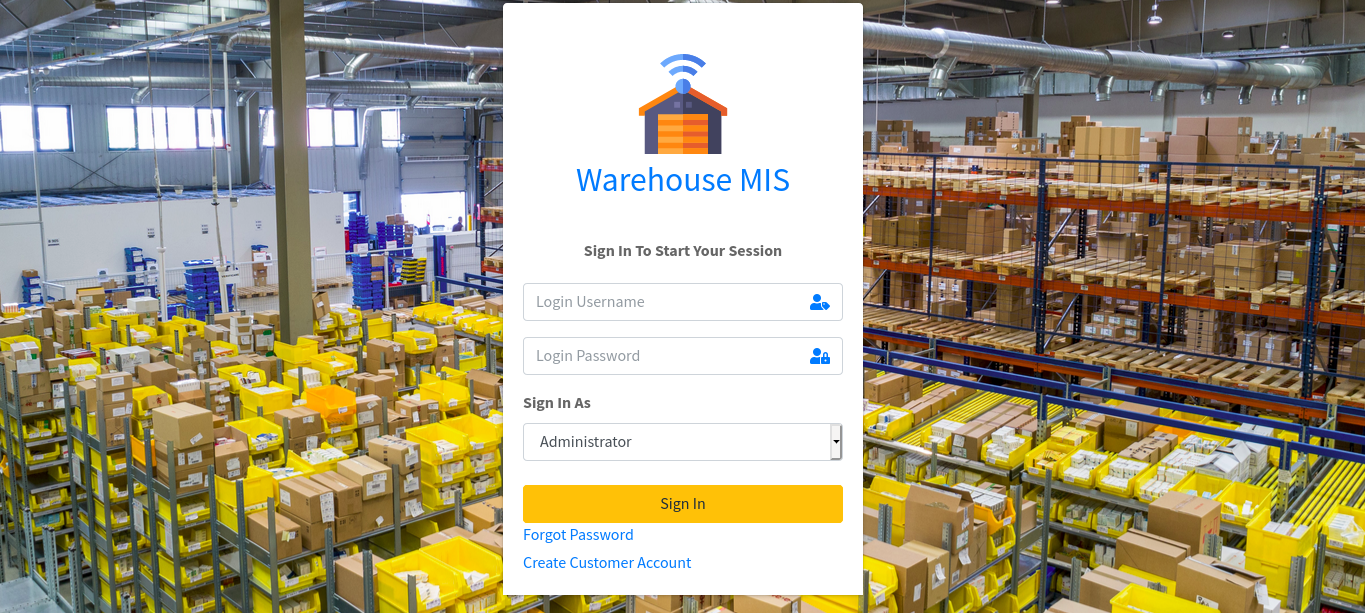 Warehouse MIS
Sign In To Start Your Session
Login Username
Login Password
Sign In As
Administrator
Sign In
Forgot Password
Create Customer Account